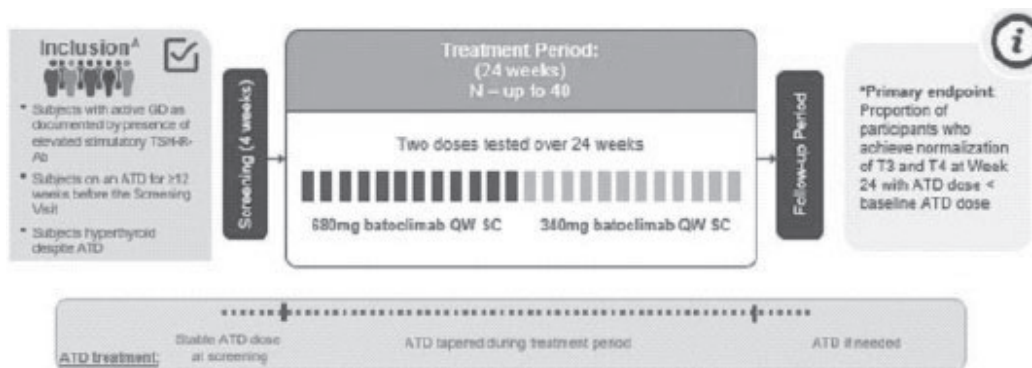 Inclusion^A
Subjects with active GD as
documented by presence of
elevated stimulatory TSH-R-
Ab
Subjects on an ATD for ≥12
weeks before the Screening
Visit
Subjects hyperthyroid
despite ATD
Screening (4 weeks)
Treatment Period:
(24 weeks)
N – up to 40
Two doses tested over 24 weeks
680mg batoclimab QW SC
340mg batoclimab QW SC
Follow-up Period
*Primary endpoint
Proportion of
participants who
achieve normalization
of T3 and T4 at Week
24 with ATD dose <
baseline ATD dose
ATD treatment:
Stable ATD dose
at screening
ATD tapered during treatment period
ATD if needed